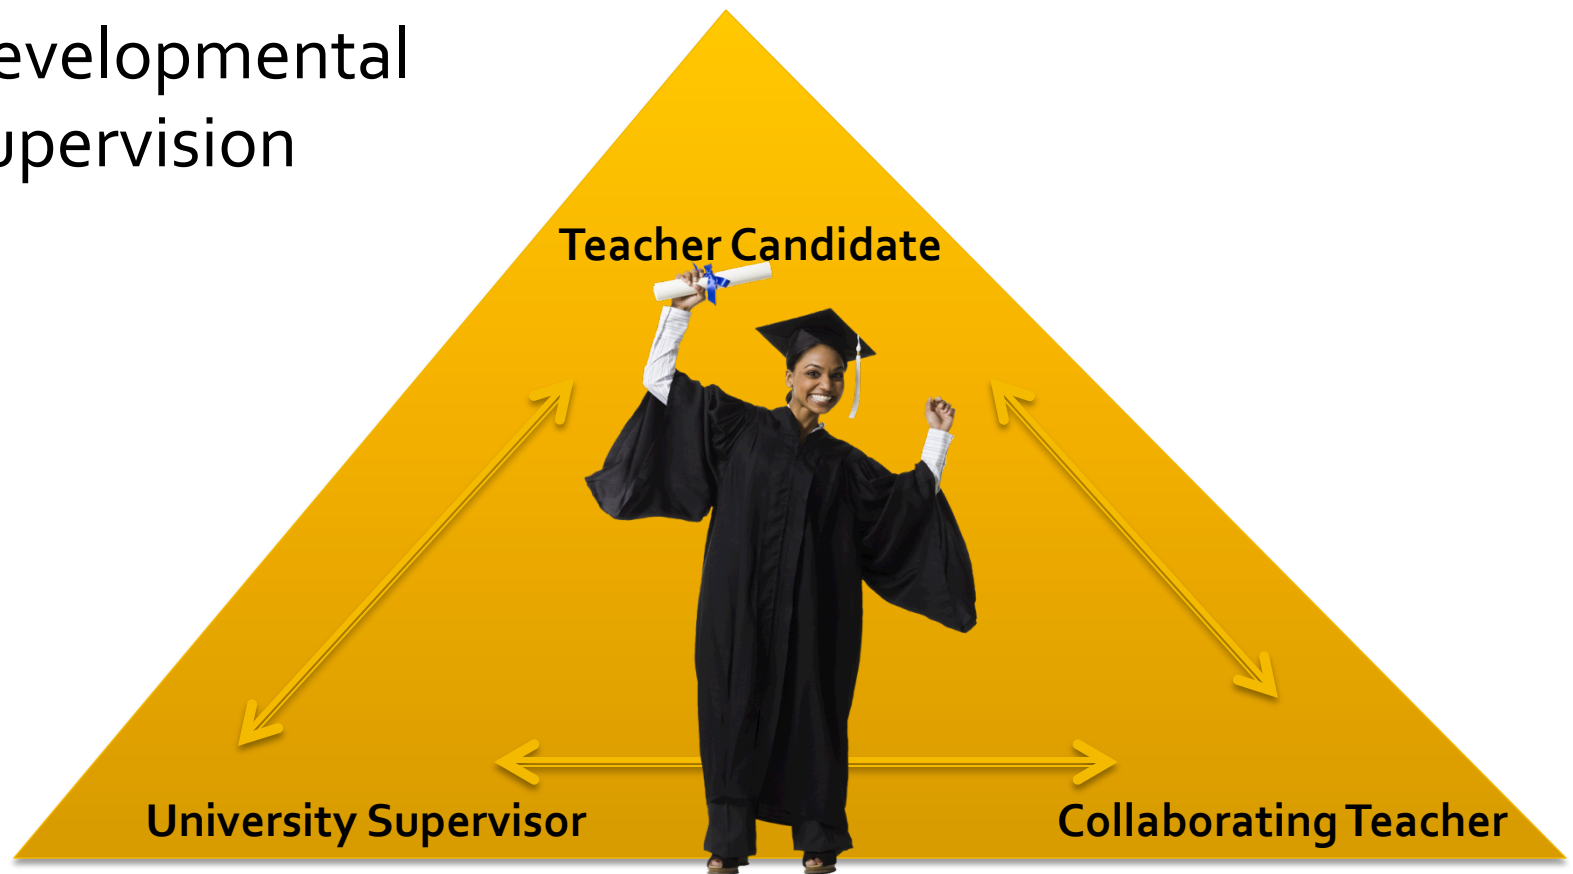 evelopmental
upervision
Teacher Candidate
University Supervisor
Collaborating Teacher